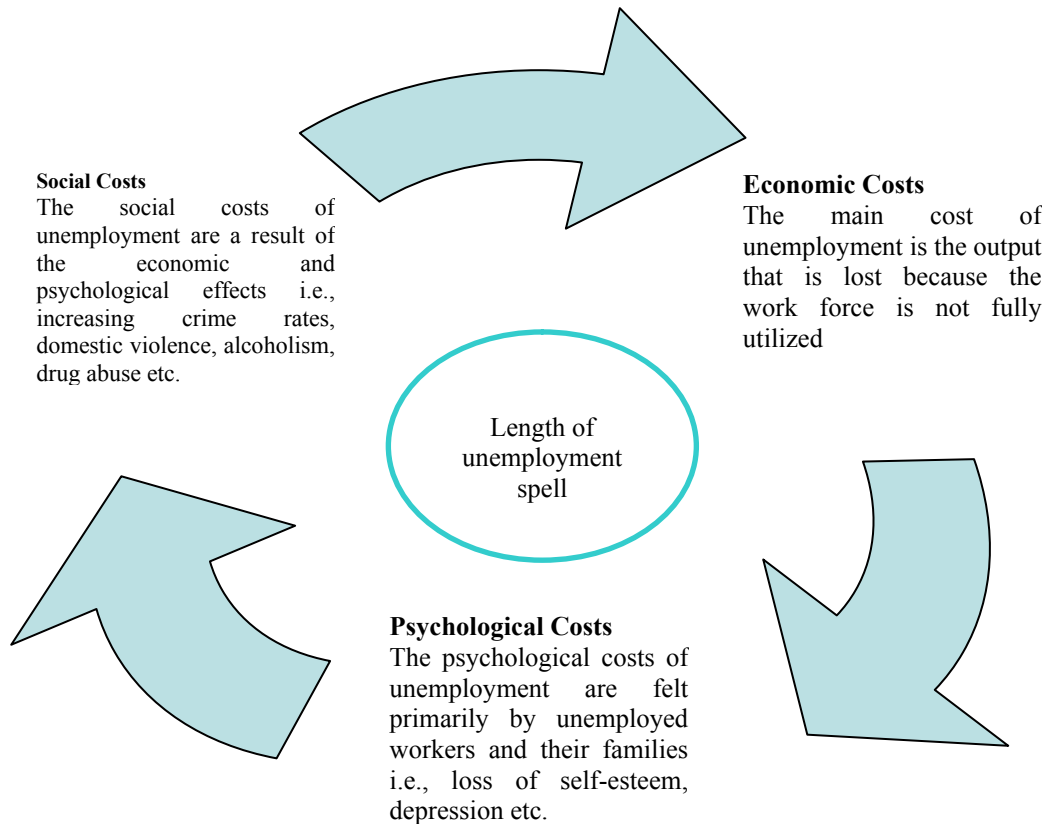 Social Costs
The social costs of
unemployment are a result of
the economic and
psychological effects i.e.,
increasing crime rates,
domestic violence, alcoholism,
drug abuse etc.
Economic Costs
The main cost of
unemployment is the output
that is lost because the
work force is not fully
utilized
Length of
unemployment
spell
Psychological Costs
The psychological costs of
unemployment are felt
primarily by unemployed
workers and their families
i.e., loss of self-esteem,
depression etc.